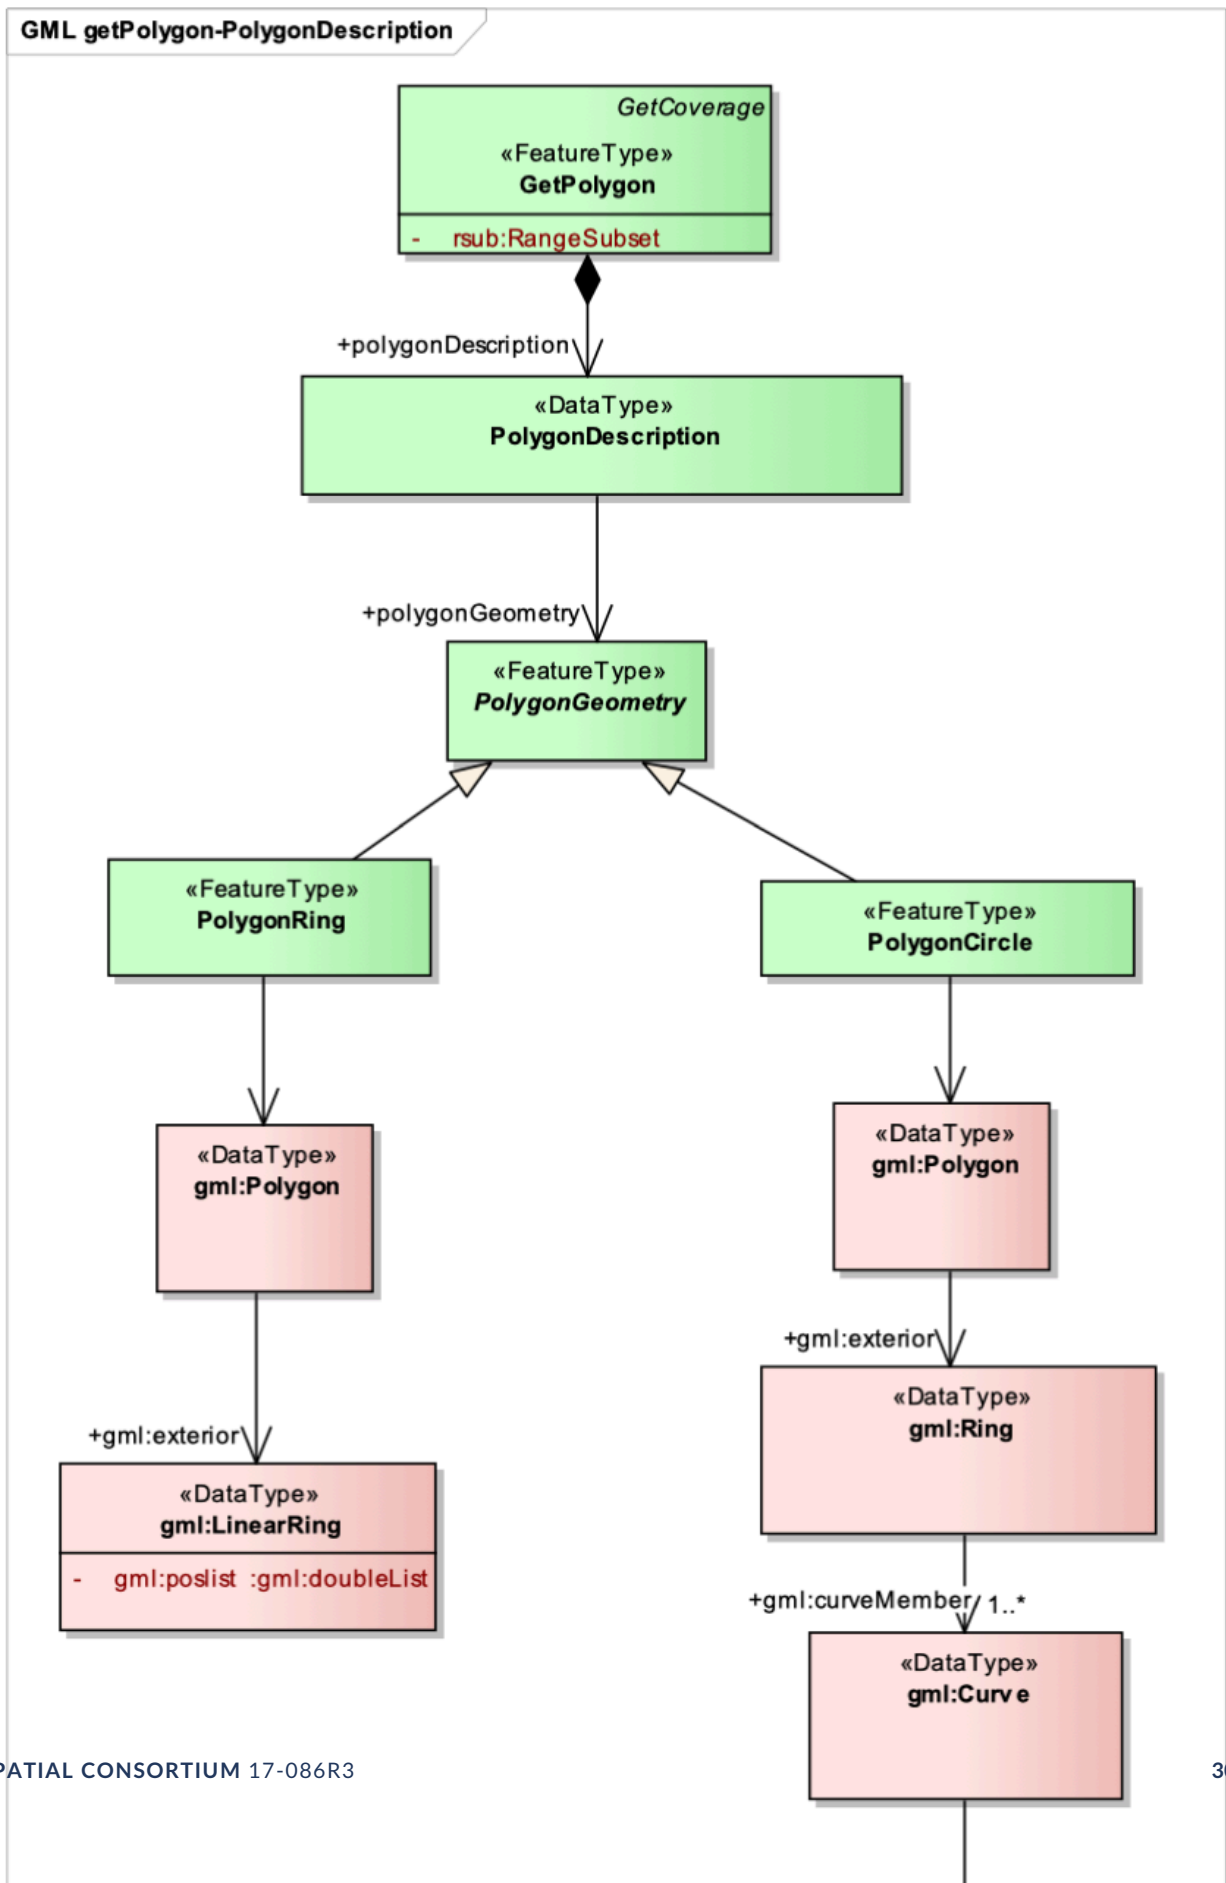 GML getPolygon-PolygonDescription
GetCoverage
«FeatureType»
GetPolygon
- rsub:RangeSubset
+polygonDescription
«DataType»
PolygonDescription
+polygonGeometry
«FeatureType»
PolygonGeometry
«FeatureType»
PolygonRing
«FeatureType»
PolygonCircle
«DataType»
gml:Polygon
«DataType»
gml:Polygon
+gml:exterior
«DataType»
gml:Ring
+gml:exterior
«DataType»
gml:LinearRing
- gml:poslist :gml:doubleList
+gml:curveMember 1..*
«DataType»
gml:Curve
PATIAL CONSORTIUM 17-086R3